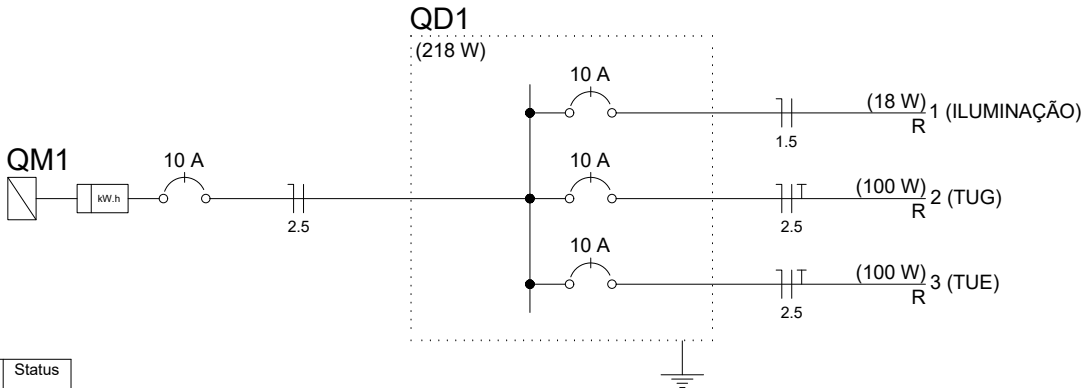 QD1
(218 W)
10 A
(18 W)
1 (ILUMINAÇÃO)
R
1.5
QM1
10 A
kW.h
2.5
10 A
(100 W)
2 (TUG)
R
2.5
10 A
(100 W)
3 (TUE)
R
2.5
Status